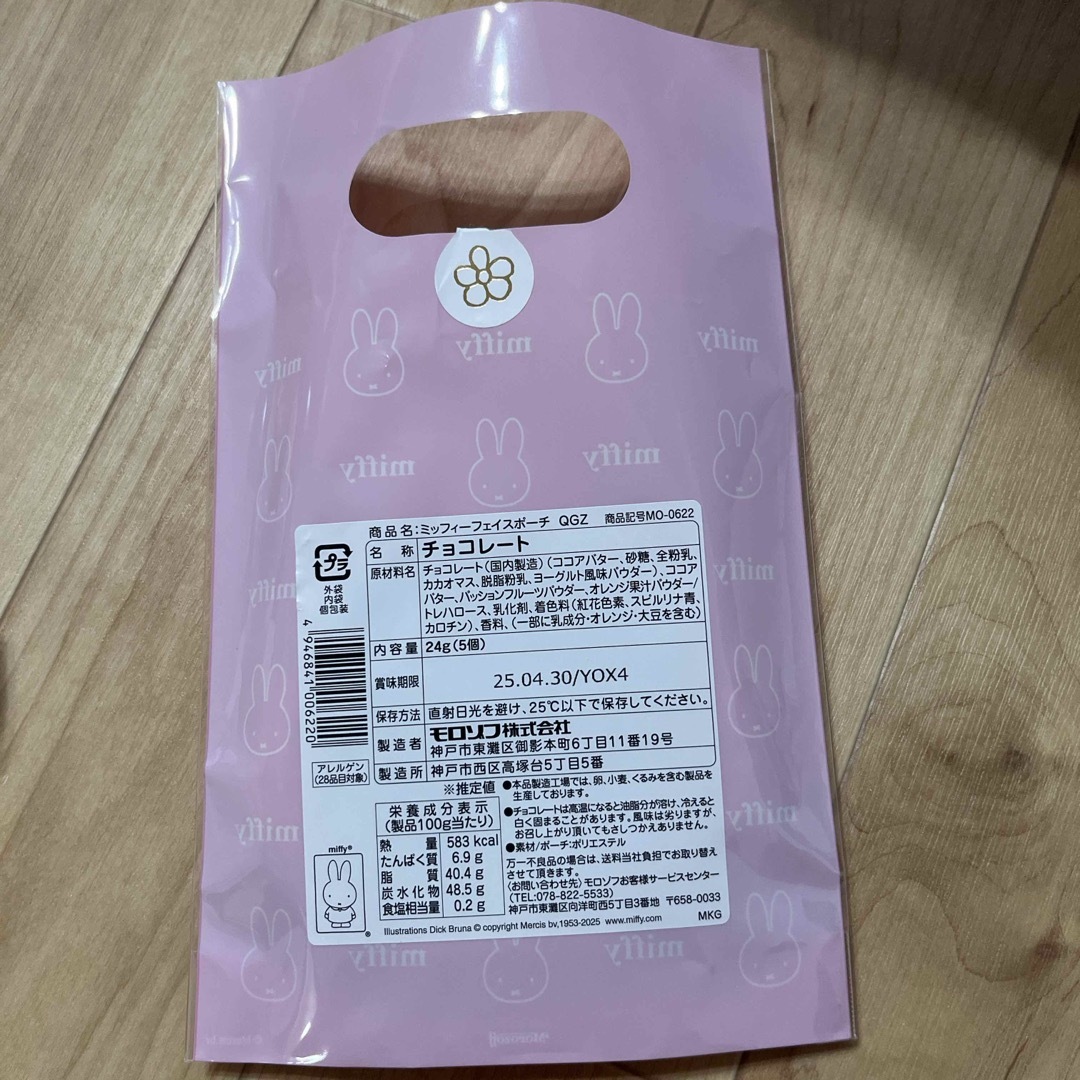 miffy
miffy
miffy
miffy
miffy
商品名:ミッフィーフェイスポーチ QGZ 商品記号MO-0622
名称 チョコレート
原材料名 チョコレート(国内製造)(ココアバター、砂糖、全粉乳、
カカオマス、脱脂粉乳、ヨーグルト風味パウダー)、ココア
バター、パッションフルーツパウダー、オレンジ果汁パウダー/
トレハロース、乳化剤、着色料(紅花色素、スピルリナ青、
カロチン)、香料、(一部に乳成分・オレンジ・大豆を含む)
内容量 24g(5個)
賞味期限 25.04.30/YOX4
保存方法 直射日光を避け、25℃以下で保存してください。
製造者 モロゾフ株式会社
神戸市東灘区御影本町6丁目11番19号
製造所 神戸市西区高塚台5丁目5番
プラ
外袋
内袋
個包装
4 946841 006220
アレルゲン
(28品目対象)
※推定値
栄養成分表示
(製品100g当たり)
熱量 583 kcal
たんぱく質 6.9 g
脂質 40.4 g
炭水化物 48.5 g
食塩相当量 0.2 g
●本品製造工場では、卵、小麦、くるみを含む製品を
生産しております。
●チョコレートは高温になると油脂分が溶け、冷えると
白く固まることがあります。風味は劣りますが、
お召し上がり頂いてもさしつかえありません。
●素材/ポーチ:ポリエステル
万一不良品の場合は、送料当社負担でお取り替え
させて頂きます。
〈お問い合わせ先〉モロゾフお客様サービスセンター
(TEL:078-822-5533)
神戸市東灘区向洋町西5丁目3番地 〒658-0033
miffy®
®
Illustrations Dick Bruna © copyright Mercis bv,1953-2025 www.miffy.com
MKG
miffy
miffy
miffy
miffy
miffy
miffy
Morozoff
© Mercis bv